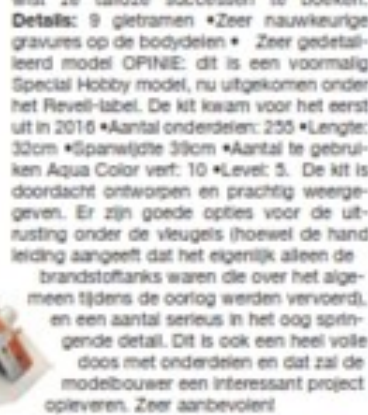 wist ze talloze successen te boeken.
Details: 9 gietramen •Zeer nauwkeurige
gravures op de bodydelen • Zeer gedetail-
leerd model OPINIE: dit is een voormalig
Special Hobby model, nu uitgekomen onder
het Revell-label. De kit kwam voor het eerst
uit in 2016 •Aantal onderdelen: 255 •Lengte:
32cm •Spanwijdte 39cm •Aantal te gebrui-
ken Aqua Color verf: 10 •Level: 5. De kit is
doordacht ontworpen en prachtig weerge-
geven. Er zijn goede opties voor de uit-
rusting onder de vleugels (hoewel de hand
leiding aangeeft dat het eigenlijk alleen de
brandstoftanks waren die over het alge-
meen tijdens de oorlog werden vervoerd),
en een aantal serieus in het oog sprin-
gende detail. Dit is ook een heel volle
doos met onderdelen en dat zal de
modelbouwer een interessant project
opleveren. Zeer aanbevolen!